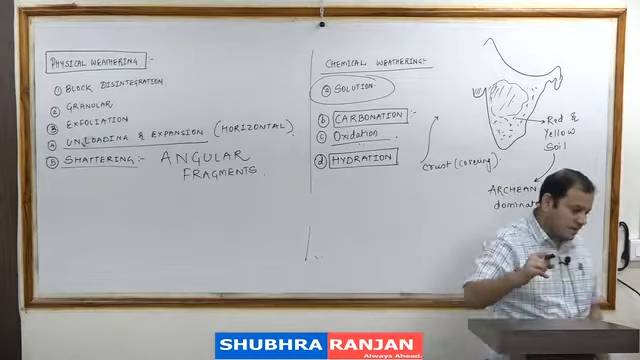 PHYSICAL WEATHERING
① BLOCK DISINTEGRATION
② GRANULAR
③ EXFOLIATION
④ UNLOADING & EXPANSION (HORIZONTAL)
⑤ SHATTERING :- ANGULAR
FRAGMENTS.
CHEMICAL WEATHERING:-
ⓐ SOLUTION.
ⓑ CARBONATION
ⓒ Oxidation
ⓓ HYDRATION
Crust (covering).
Red &
Yellow
Soil
ARCHEAN
dominat
SHUBHRA RANJAN
Always Ahead.